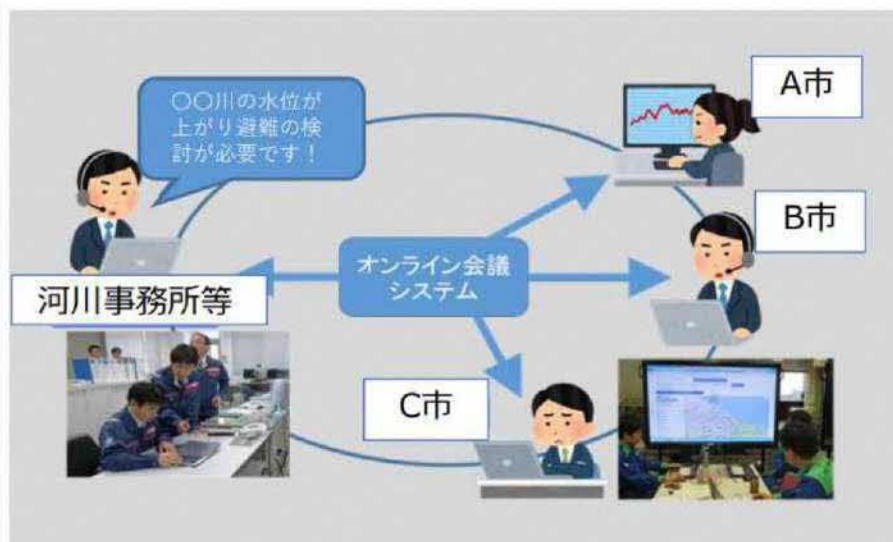 〇〇川の水位が
上がり避難の検
討が必要です！
A市
B市
オンライン会議
システム
河川事務所等
C市